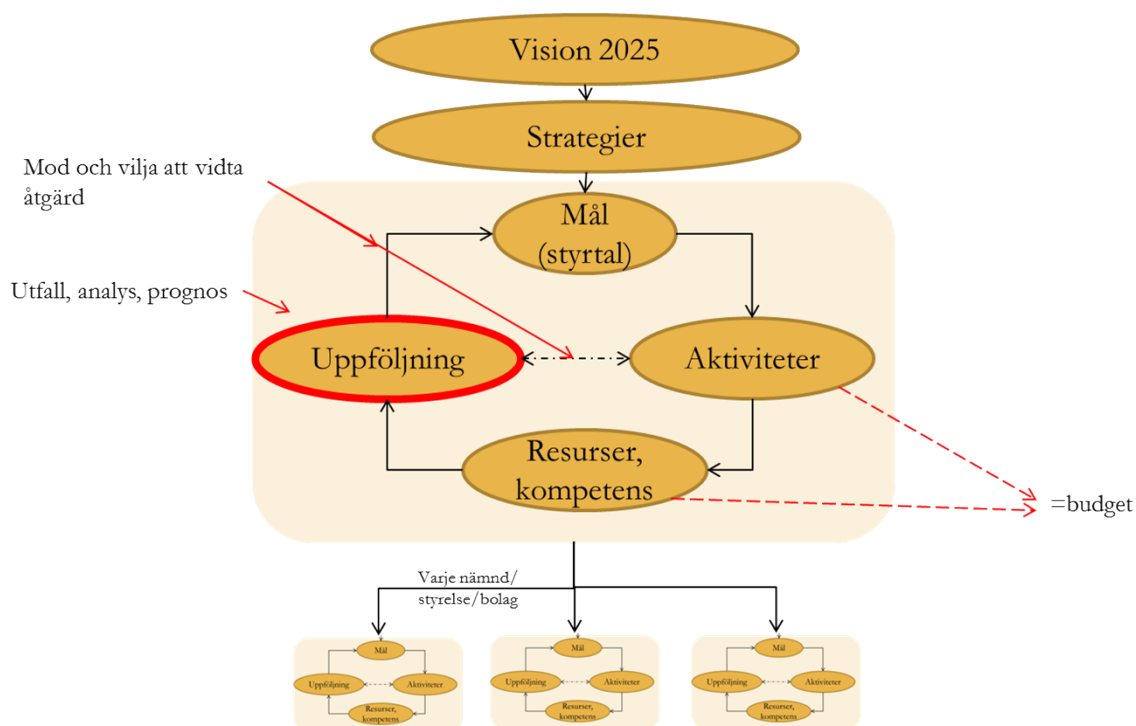 Vision 2025
Strategier
Mod och vilja att vidta
åtgärd
Mål
(styrtal)
Utfall, analys, prognos
Uppföljning
Aktiviteter
Resurser,
kompetens
=budget
Varje nämnd/
styrelse/bolag
Mål
Uppföljning
Aktiviteter
Resurser,
kompetens
Mål
Uppföljning
Aktiviteter
Resurser,
kompetens
Mål
Uppföljning
Aktiviteter
Resurser,
kompetens